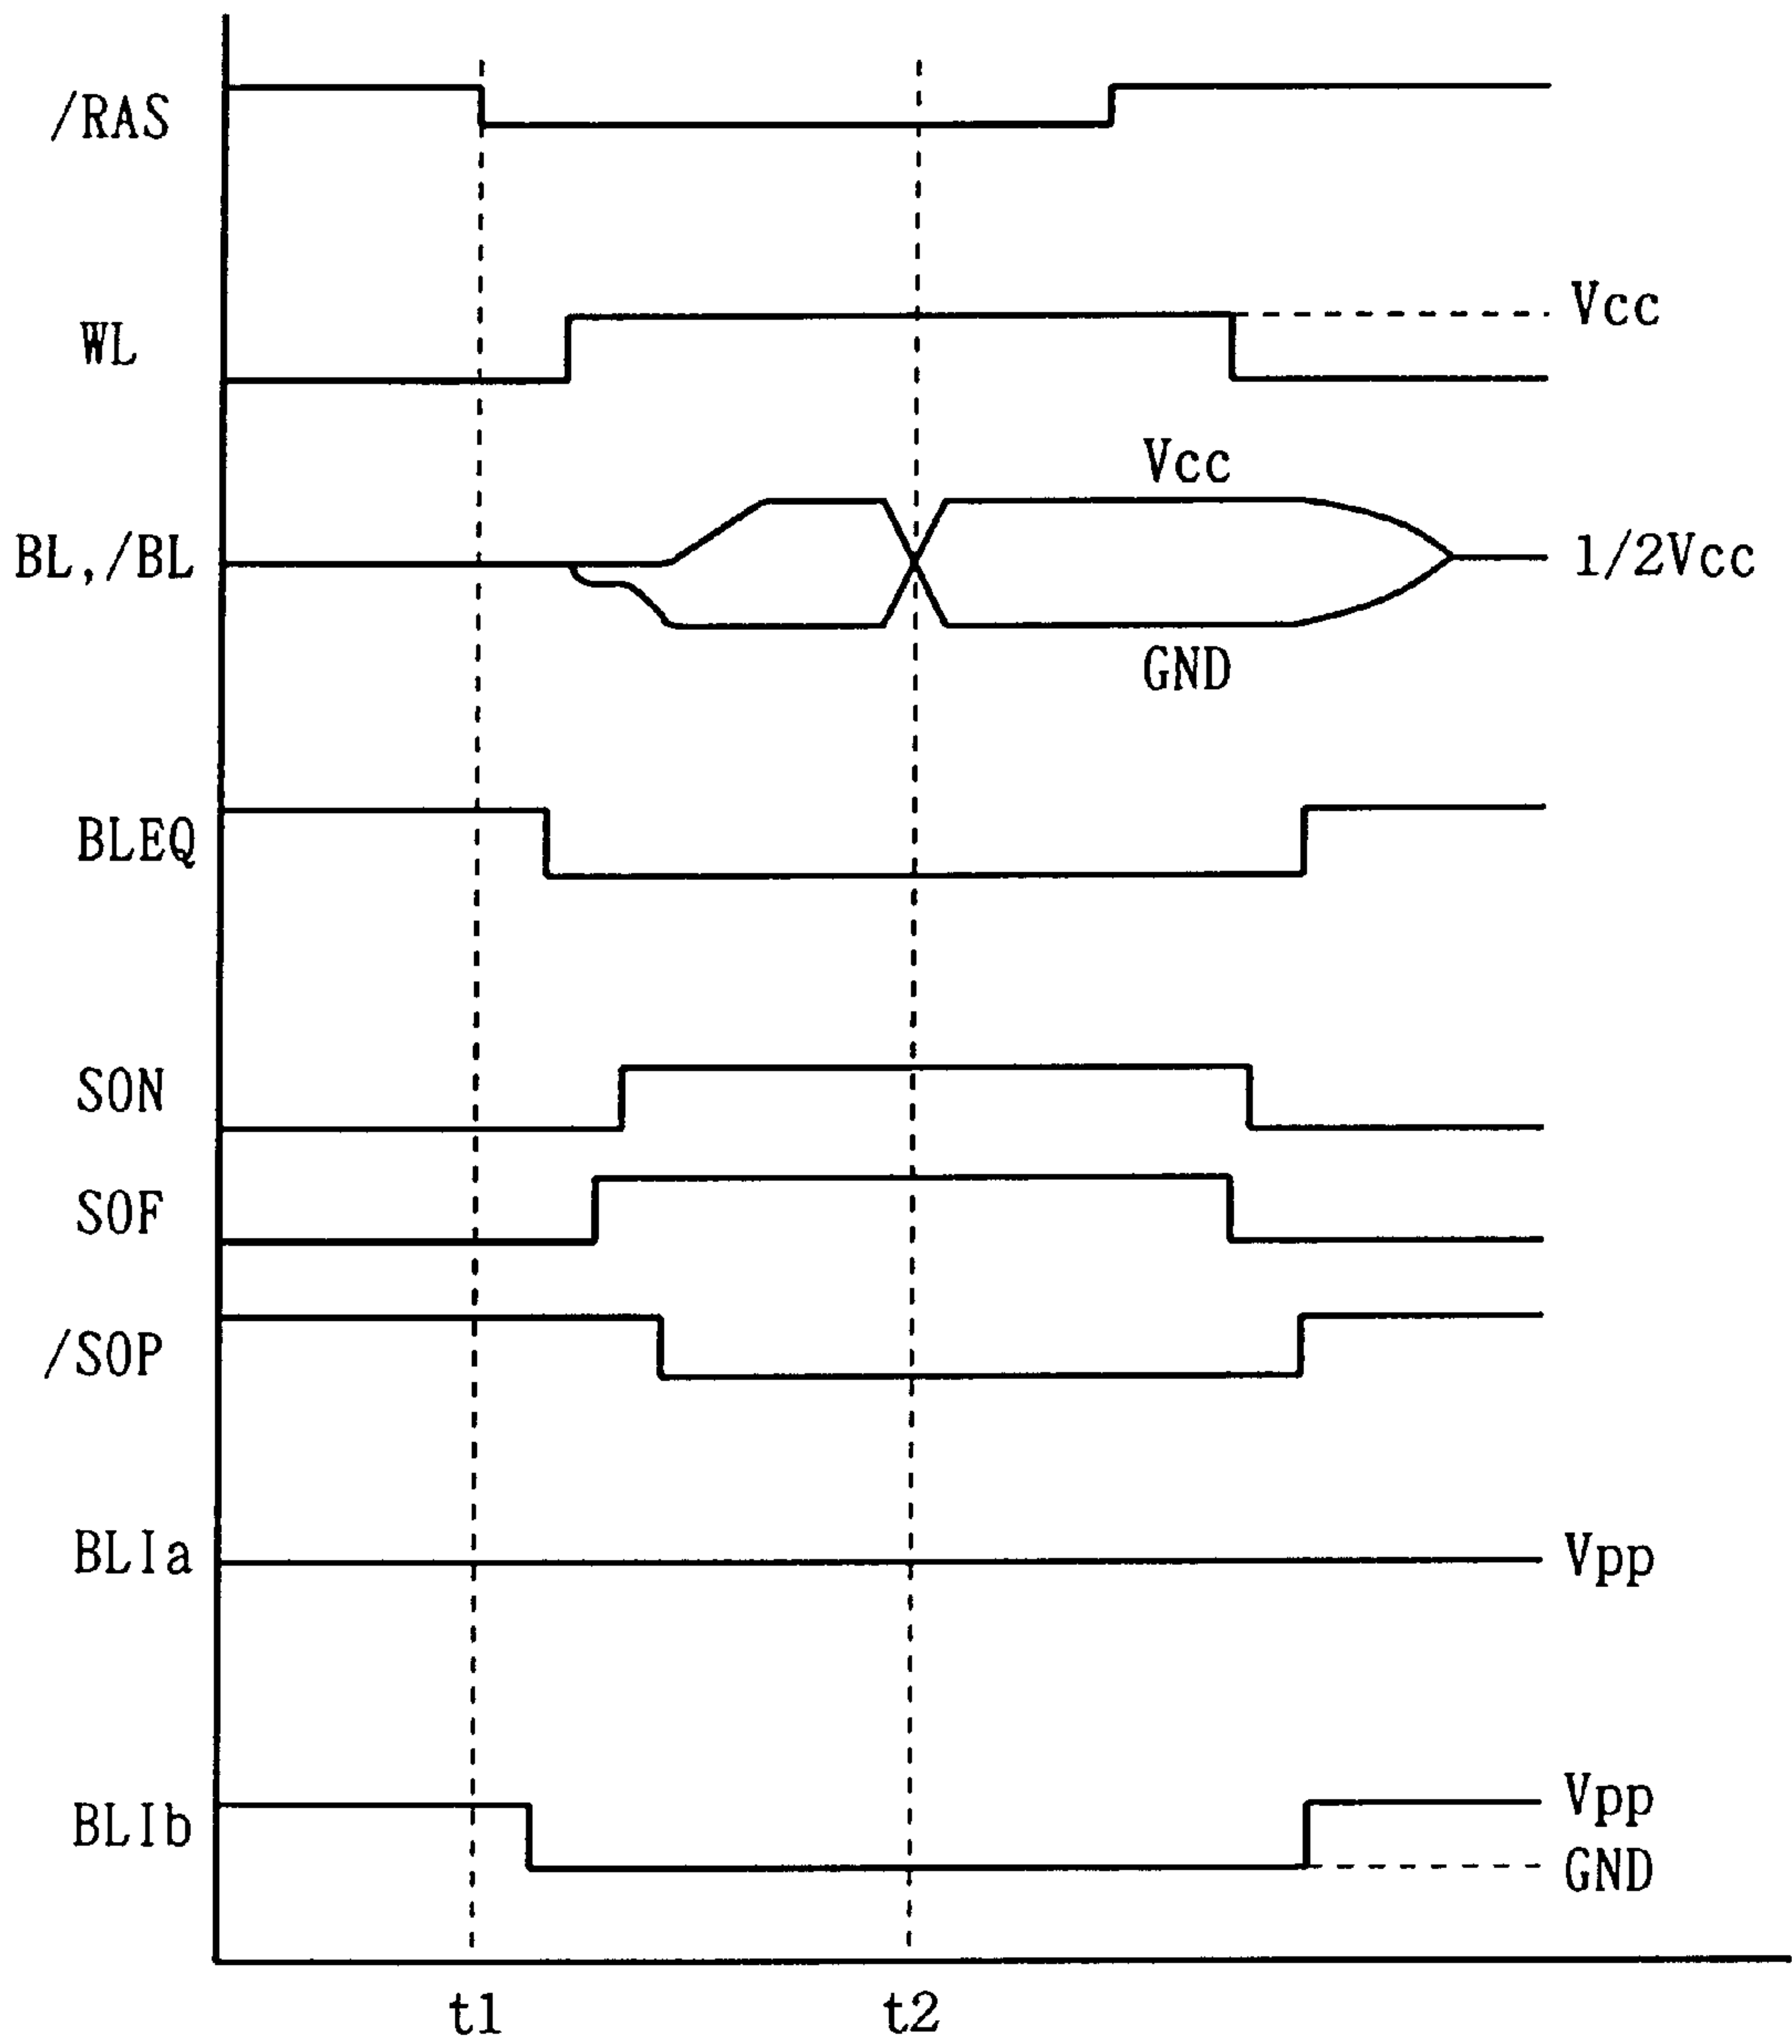 /RAS
WL
Vcc
Vcc
BL,/BL
1/2Vcc
GND
BLEQ
SON
SOF
/SOP
BLIa
Vpp
BLIb
Vpp
GND
t1
t2